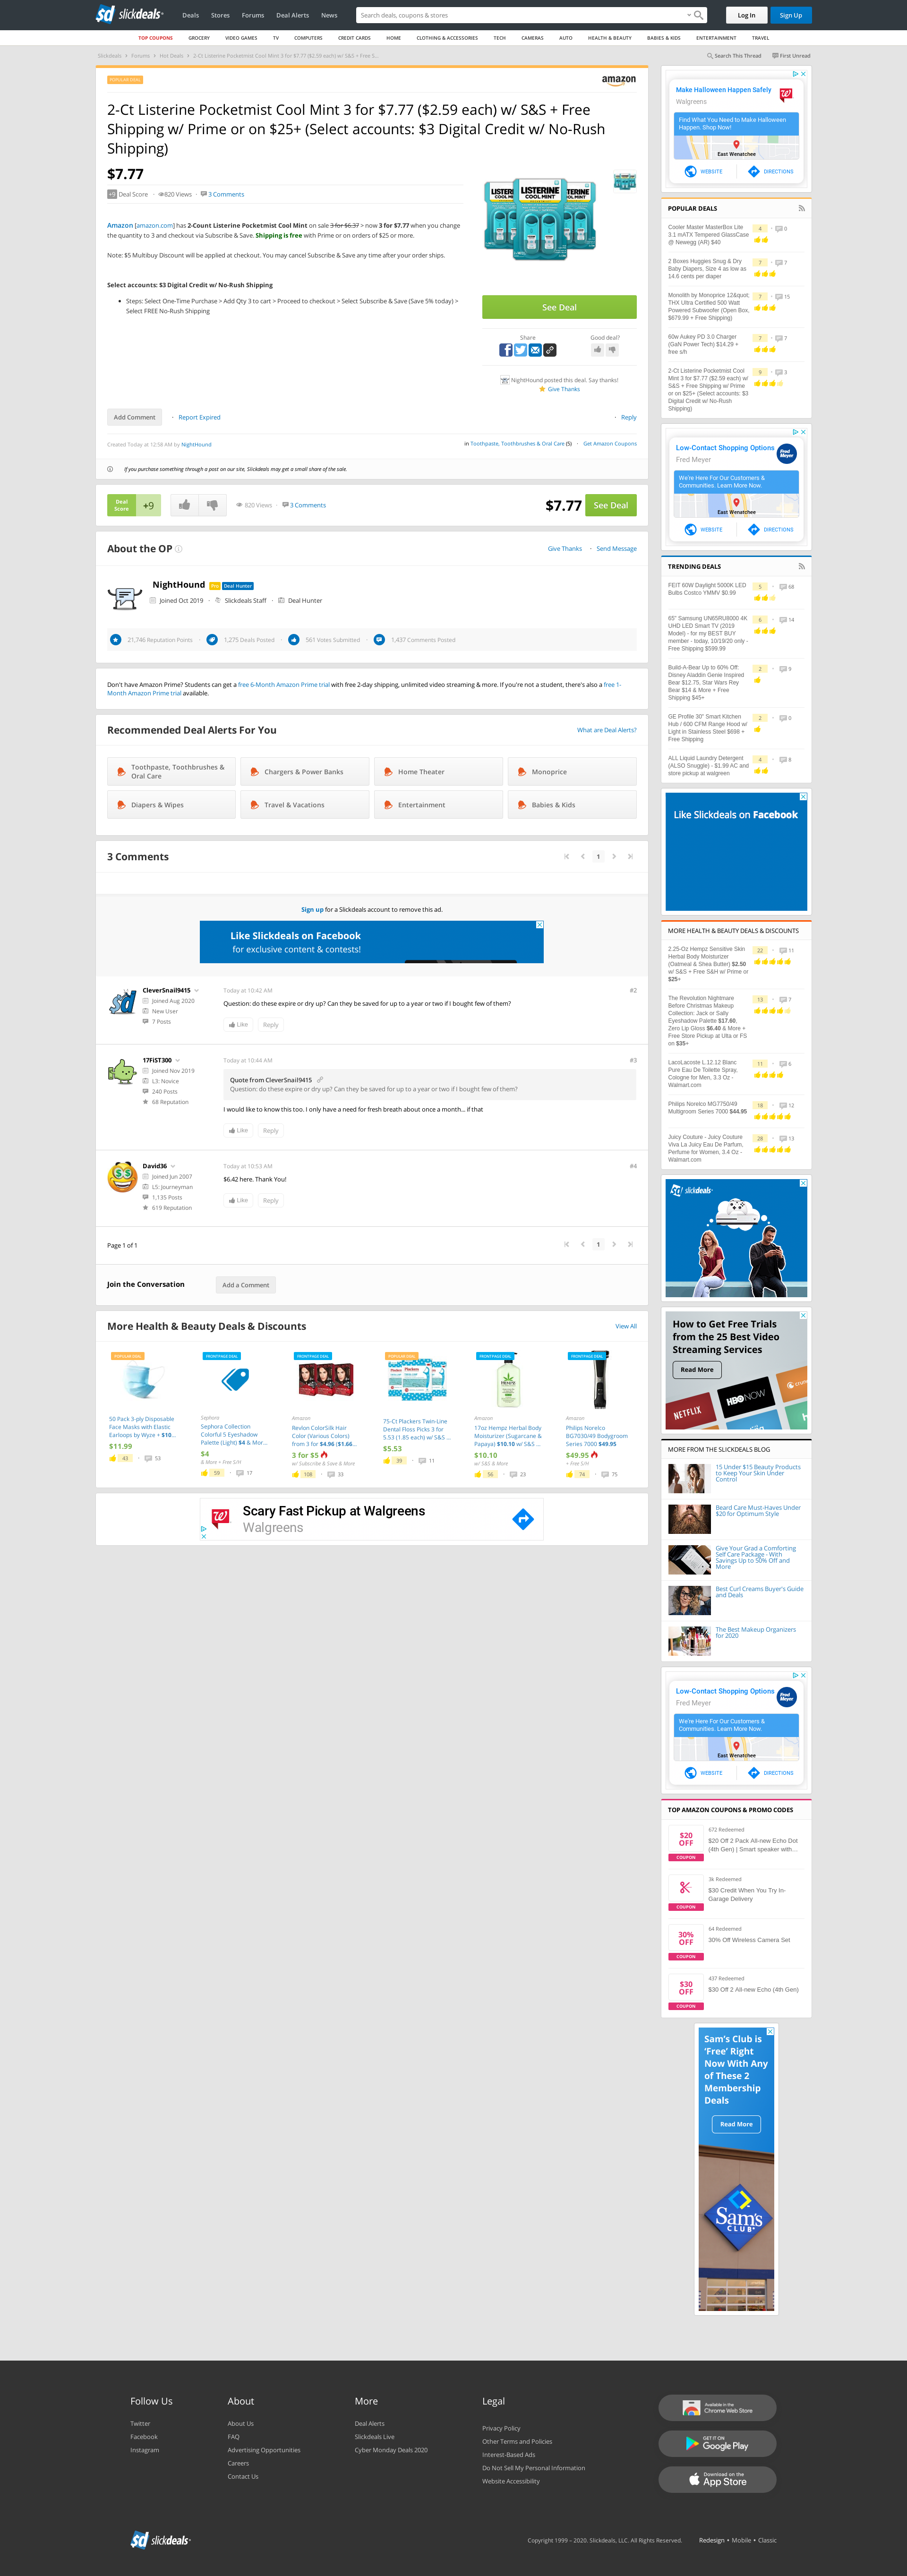 slickdeals
Deals
Stores
Forums
Deal Alerts
News
Search deals, coupons & stores
Log In
Sign Up
TOP COUPONS
GROCERY
VIDEO GAMES
TV
COMPUTERS
CREDIT CARDS
HOME
CLOTHING & ACCESSORIES
TECH
CAMERAS
AUTO
HEALTH & BEAUTY
BABIES & KIDS
ENTERTAINMENT
TRAVEL
Slickdeals > Forums > Hot Deals > 2-Ct Listerine Pocketmist Cool Mint 3 for $7.77 ($2.59 each) w/ S&S + Free S...
Search This Thread
First Unread
POPULAR DEAL
amazon
2-Ct Listerine Pocketmist Cool Mint 3 for $7.77 ($2.59 each) w/ S&S + Free
Shipping w/ Prime or on $25+ (Select accounts: $3 Digital Credit w/ No-Rush
Shipping)
$7.77
+9 Deal Score
820 Views
3 Comments
Amazon [amazon.com] has 2-Count Listerine Pocketmist Cool Mint on sale 3 for $6.37 > now 3 for $7.77 when you change
the quantity to 3 and checkout via Subscribe & Save. Shipping is free with Prime or on orders of $25 or more.
Note: $5 Multibuy Discount will be applied at checkout. You may cancel Subscribe & Save any time after your order ships.
Select accounts: $3 Digital Credit w/ No-Rush Shipping
• Steps: Select One-Time Purchase > Add Qty 3 to cart > Proceed to checkout > Select Subscribe & Save (Save 5% today) >
Select FREE No-Rush Shipping
LISTERINE
COOL MINT
See Deal
Share
Good deal?
NightHound posted this deal. Say thanks!
Give Thanks
Add Comment
Report Expired
Reply
Created Today at 12:58 AM by NightHound
in Toothpaste, Toothbrushes & Oral Care (5)
Get Amazon Coupons
If you purchase something through a post on our site, Slickdeals may get a small share of the sale.
Deal
Score
+9
820 Views
3 Comments
$7.77
See Deal
About the OP
Give Thanks
Send Message
NightHound
Pro
Deal Hunter
Joined Oct 2019
Slickdeals Staff
Deal Hunter
21,746 Reputation Points
1,275 Deals Posted
561 Votes Submitted
1,437 Comments Posted
Don't have Amazon Prime? Students can get a free 6-Month Amazon Prime trial with free 2-day shipping, unlimited video streaming & more. If you're not a student, there's also a free 1-
Month Amazon Prime trial available.
Recommended Deal Alerts For You
What are Deal Alerts?
Toothpaste, Toothbrushes &
Oral Care
Chargers & Power Banks
Home Theater
Monoprice
Diapers & Wipes
Travel & Vacations
Entertainment
Babies & Kids
3 Comments
1
Sign up for a Slickdeals account to remove this ad.
Like Slickdeals on Facebook
for exclusive content & contests!
CleverSnail9415
Joined Aug 2020
New User
7 Posts
Today at 10:42 AM
#2
Question: do these expire or dry up? Can they be saved for up to a year or two if I bought few of them?
Like
Reply
17FiST300
Joined Nov 2019
L3: Novice
240 Posts
68 Reputation
Today at 10:44 AM
#3
Quote from CleverSnail9415
Question: do these expire or dry up? Can they be saved for up to a year or two if I bought few of them?
I would like to know this too. I only have a need for fresh breath about once a month... if that
Like
Reply
David36
Joined Jun 2007
L5: Journeyman
1,135 Posts
619 Reputation
Today at 10:53 AM
#4
$6.42 here. Thank You!
Like
Reply
Page 1 of 1
1
Join the Conversation
Add a Comment
More Health & Beauty Deals & Discounts
View All
POPULAR DEAL
50 Pack 3-ply Disposable
Face Masks with Elastic
Earloops by Wyze + $10...
$11.99
43
53
FRONTPAGE DEAL
Sephora
Sephora Collection
Colorful 5 Eyeshadow
Palette (Light) $4 & Mor...
$4
& More + Free S/H
59
17
FRONTPAGE DEAL
Amazon
Revlon ColorSilk Hair
Color (Various Colors)
from 3 for $4.96 ($1.66...
3 for $5
w/ Subscribe & Save & More
108
33
POPULAR DEAL
75-Ct Plackers Twin-Line
Dental Floss Picks 3 for
5.53 (1.85 each) w/ S&S ...
$5.53
39
11
FRONTPAGE DEAL
Amazon
17oz Hempz Herbal Body
Moisturizer (Sugarcane &
Papaya) $10.10 w/ S&S ...
$10.10
w/ S&S & More
56
23
FRONTPAGE DEAL
Amazon
Philips Norelco
BG7030/49 Bodygroom
Series 7000 $49.95
$49.95
+ Free S/H
74
75
Scary Fast Pickup at Walgreens
Walgreens
Make Halloween Happen Safely
Walgreens
Find What You Need to Make Halloween
Happen. Shop Now!
East Wenatchee
WEBSITE
DIRECTIONS
POPULAR DEALS
Cooler Master MasterBox Lite
3.1 mATX Tempered GlassCase
@ Newegg (AR) $40
4
0
2 Boxes Huggies Snug & Dry
Baby Diapers, Size 4 as low as
14.6 cents per diaper
7
7
Monolith by Monoprice 12&quot;
THX Ultra Certified 500 Watt
Powered Subwoofer (Open Box,
$679.99 + Free Shipping)
7
15
60w Aukey PD 3.0 Charger
(GaN Power Tech) $14.29 +
free s/h
7
7
2-Ct Listerine Pocketmist Cool
Mint 3 for $7.77 ($2.59 each) w/
S&S + Free Shipping w/ Prime
or on $25+ (Select accounts: $3
Digital Credit w/ No-Rush
Shipping)
9
3
Low-Contact Shopping Options
Fred Meyer
We're Here For Our Customers &
Communities. Learn More Now.
East Wenatchee
WEBSITE
DIRECTIONS
TRENDING DEALS
FEIT 60W Daylight 5000K LED
Bulbs Costco YMMV $0.99
5
68
65" Samsung UN65RU8000 4K
UHD LED Smart TV (2019
Model) - for my BEST BUY
member - today, 10/19/20 only -
Free Shipping $599.99
6
14
Build-A-Bear Up to 60% Off:
Disney Aladdin Genie Inspired
Bear $12.75, Star Wars Rey
Bear $14 & More + Free
Shipping $45+
2
9
GE Profile 30" Smart Kitchen
Hub / 600 CFM Range Hood w/
Light in Stainless Steel $698 +
Free Shipping
2
0
ALL Liquid Laundry Detergent
(ALSO Snuggle) - $1.99 AC and
store pickup at walgreen
4
8
Like Slickdeals on Facebook
MORE HEALTH & BEAUTY DEALS & DISCOUNTS
2.25-Oz Hempz Sensitive Skin
Herbal Body Moisturizer
(Oatmeal & Shea Butter) $2.50
w/ S&S + Free S&H w/ Prime or
$25+
22
11
The Revolution Nightmare
Before Christmas Makeup
Collection: Jack or Sally
Eyeshadow Palette $17.60,
Zero Lip Gloss $6.40 & More +
Free Store Pickup at Ulta or FS
on $35+
13
7
LacoLacoste L.12.12 Blanc
Pure Eau De Toilette Spray,
Cologne for Men, 3.3 Oz -
Walmart.com
11
6
Philips Norelco MG7750/49
Multigroom Series 7000 $44.95
18
12
Juicy Couture - Juicy Couture
Viva La Juicy Eau De Parfum,
Perfume for Women, 3.4 Oz -
Walmart.com
28
13
slickdeals
How to Get Free Trials
from the 25 Best Video
Streaming Services
Read More
NETFLIX
HBO NOW
MORE FROM THE SLICKDEALS BLOG
15 Under $15 Beauty Products
to Keep Your Skin Under
Control
Beard Care Must-Haves Under
$20 for Optimum Style
Give Your Grad a Comforting
Self Care Package - With
Savings Up to 50% Off and
More
Best Curl Creams Buyer's Guide
and Deals
The Best Makeup Organizers
for 2020
Low-Contact Shopping Options
Fred Meyer
We're Here For Our Customers &
Communities. Learn More Now.
East Wenatchee
WEBSITE
DIRECTIONS
TOP AMAZON COUPONS & PROMO CODES
$20
OFF
COUPON
672 Redeemed
$20 Off 2 Pack All-new Echo Dot
(4th Gen) | Smart speaker with...
COUPON
3k Redeemed
$30 Credit When You Try In-
Garage Delivery
30%
OFF
COUPON
64 Redeemed
30% Off Wireless Camera Set
$30
OFF
COUPON
437 Redeemed
$30 Off 2 All-new Echo (4th Gen)
Sam's Club is
'Free' Right
Now With Any
of These 2
Membership
Deals
Read More
Sam's
CLUB
Follow Us
Twitter
Facebook
Instagram
About
About Us
FAQ
Advertising Opportunities
Careers
Contact Us
More
Deal Alerts
Slickdeals Live
Cyber Monday Deals 2020
Legal
Privacy Policy
Other Terms and Policies
Interest-Based Ads
Do Not Sell My Personal Information
Website Accessibility
Available in the
Chrome Web Store
GET IT ON
Google Play
Download on the
App Store
slickdeals
Copyright 1999 – 2020. Slickdeals, LLC. All Rights Reserved.
Redesign • Mobile • Classic